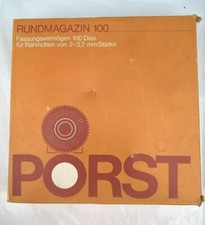 RUNDMAGAZIN 100
Fassungsvermögen 100 Dias
für Rähmchen von 2-3,2 mm Stärke
PORST